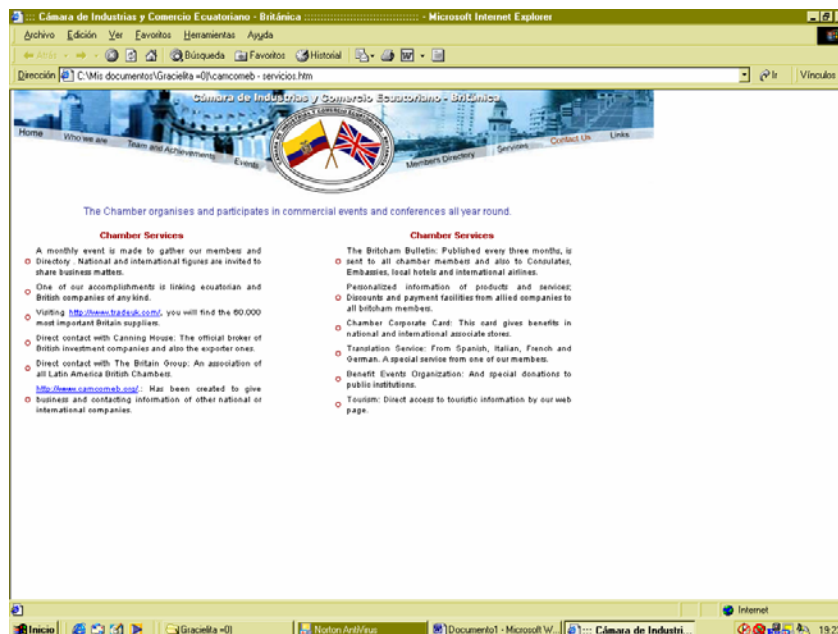 ::: Cámara de Industrias y Comercio Ecuatoriano - Británica ::::::::::::::::::::::::::::::::::: - Microsoft Internet Explorer
Archivo Edición Ver Favoritos Herramientas Ayuda
Atrás Búsqueda Favoritos Historial
Dirección C:\Mis documentos\Gracielita =0)\camcomeb - servicios.htm Ir Vínculos
Cámara de Industrias y Comercio Ecuatoriano - Británica
Home Who we are Team and Achievements Events Members Directory Services Contact Us Links
CÁMARA DE INDUSTRIAS Y COMERCIO ECUATORIANO - BRITÁNICA
The Chamber organises and participates in commercial events and conferences all year round.
Chamber Services
A monthly event is made to gather our members and
Directory . National and international figures are invited to
share business matters.
One of our accomplishments is linking ecuatorian and
British companies of any kind.
Visiting http://www.tradeuk.com/, you will find the 60.000
most important Britain suppliers.
Direct contact with Canning House: The official broker of
British investment companies and also the exporter ones.
Direct contact with The Britain Group: An association of
all Latin America British Chambers.
http://www.camcomeb.org/.: Has been created to give
business and contacting information of other national or
international companies.
Chamber Services
The Britcham Bulletin: Published every three months, is
sent to all chamber members and also to Consulates,
Embassies, local hotels and international airlines.
Personalized information of products and services;
Discounts and payment facilities from allied companies to
all britcham members.
Chamber Corporate Card: This card gives benefits in
national and international associate stores.
Translation Service: From Spanish, Italian, French and
German. A special service from one of our members.
Benefit Events Organization: And special donations to
public institutions.
Tourism: Direct access to touristic information by our web
page.
Internet
Inicio Gracielita =0) Norton AntiVirus Documento1 - Microsoft W... ::: Cámara de Industri...